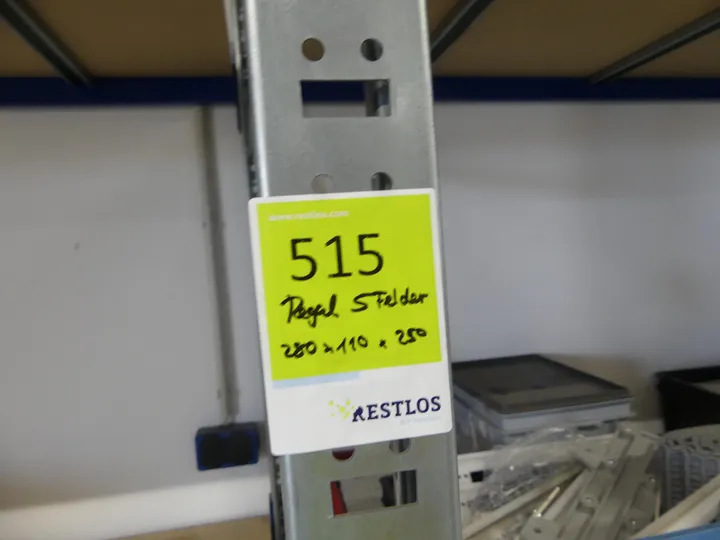 www.restlos.com
515
Regal 5 Felder
280 x 110 x 250
RESTLOS